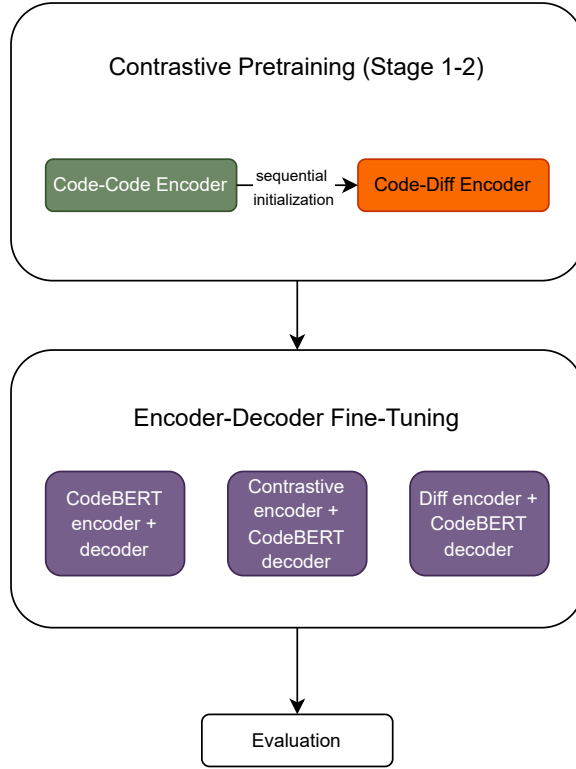 Contrastive Pretraining (Stage 1-2)
Code-Code Encoder
sequential
initialization
Code-Diff Encoder
Encoder-Decoder Fine-Tuning
CodeBERT
encoder +
decoder
Contrastive
encoder +
CodeBERT
decoder
Diff encoder +
CodeBERT
decoder
Evaluation